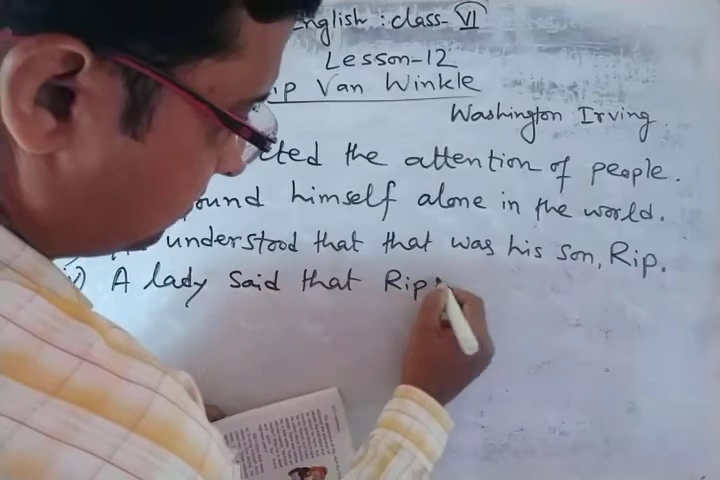 English : class- VI
Lesson-12
Van Winkle
Washington Irving
the attention of people.
himself alone in the world.
understood that that was his son, Rip.
A lady said that Rip